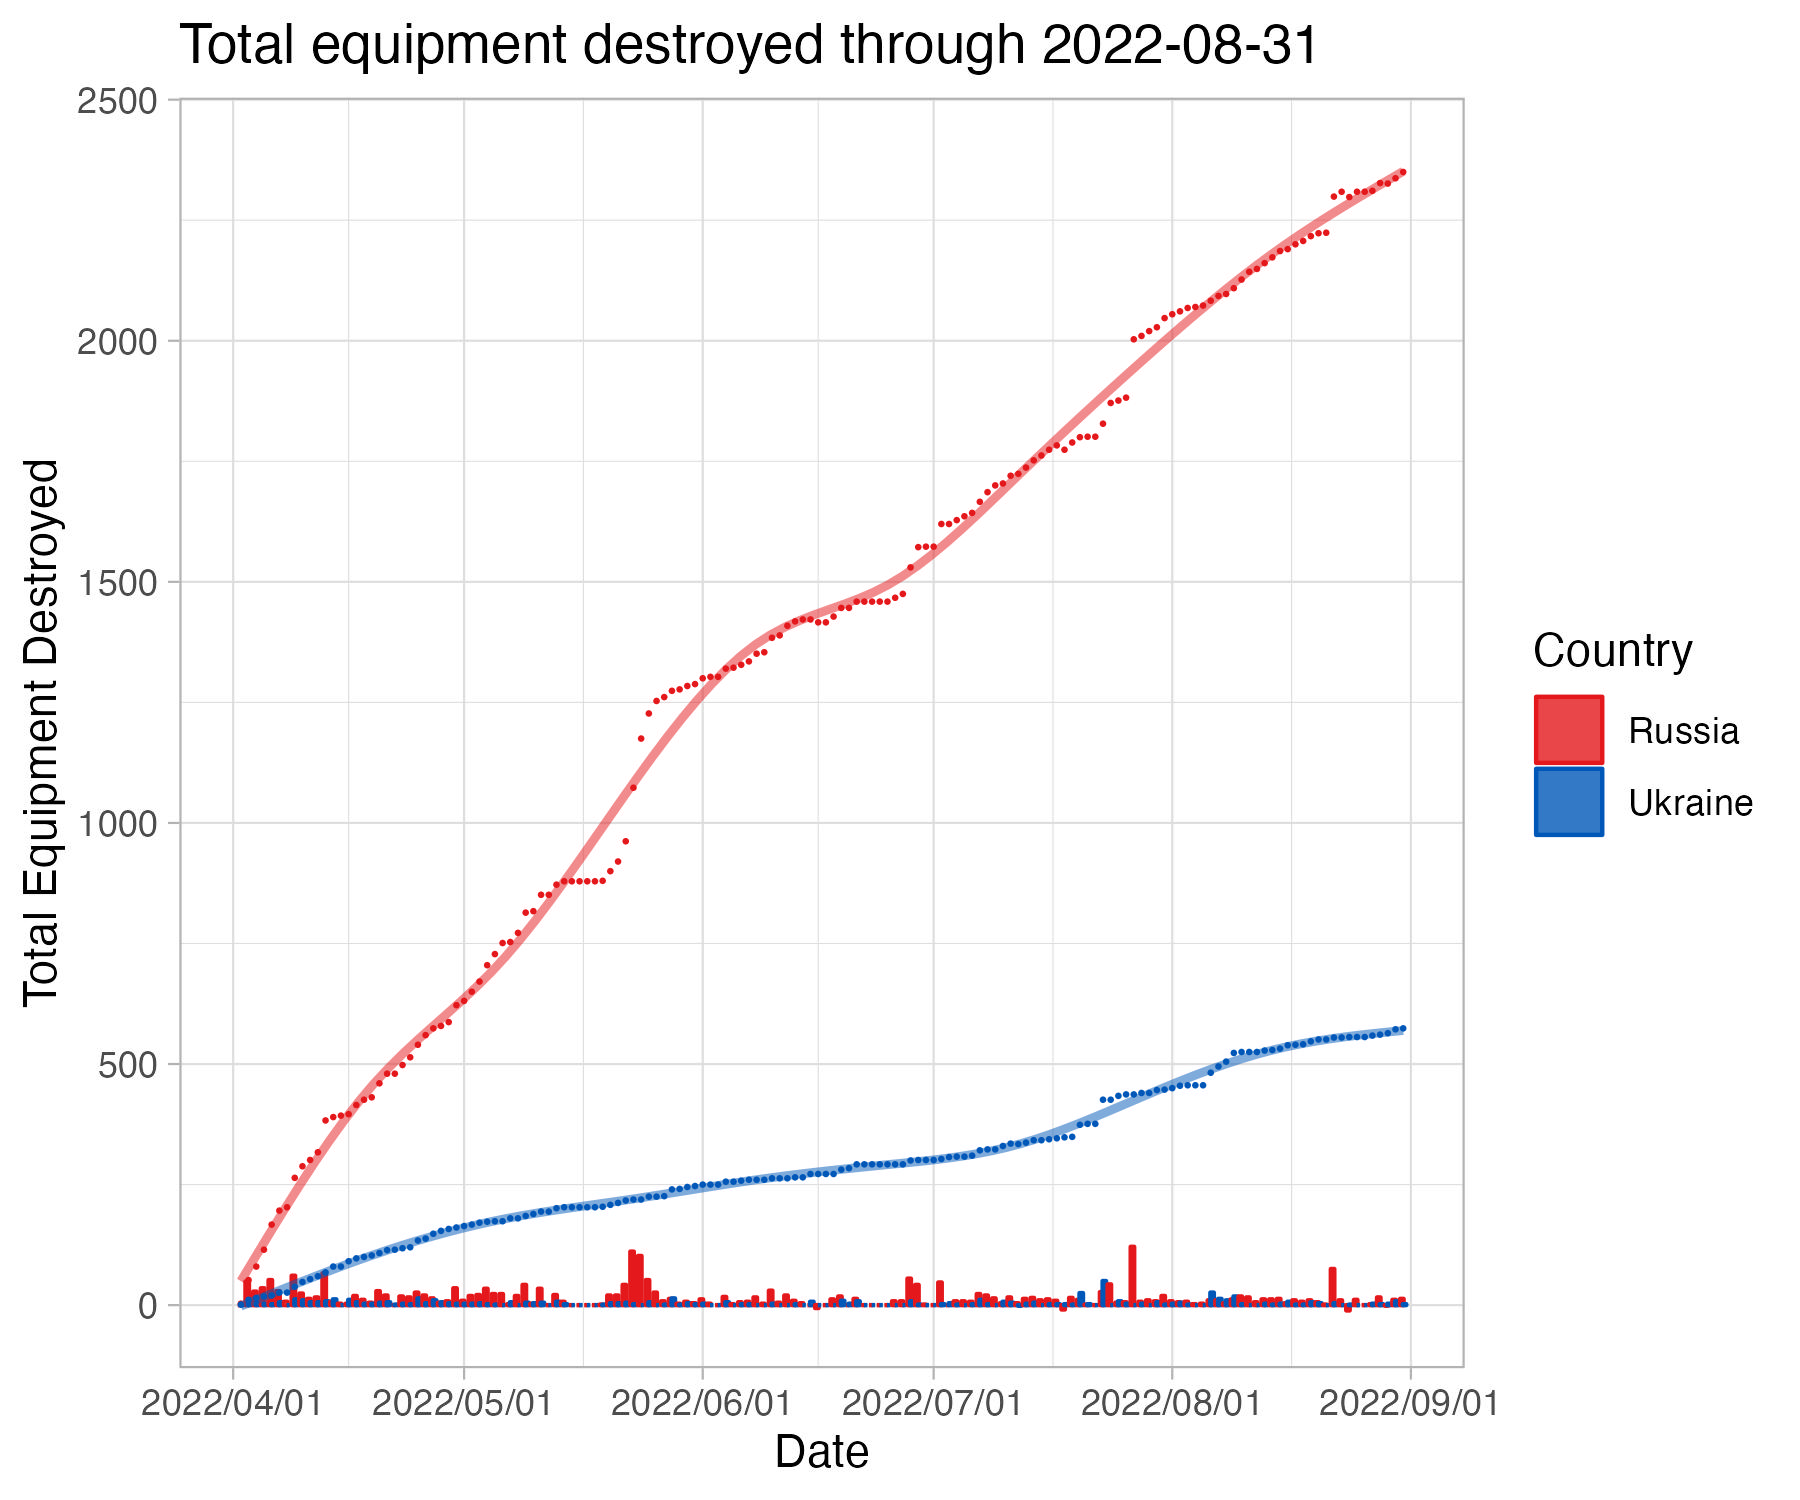 Total equipment destroyed through 2022-08-31
Total Equipment Destroyed
2500
2000
1500
1000
500
0
2022/04/01
2022/05/01
2022/06/01
2022/07/01
2022/08/01
2022/09/01
Date
Country
Russia
Ukraine